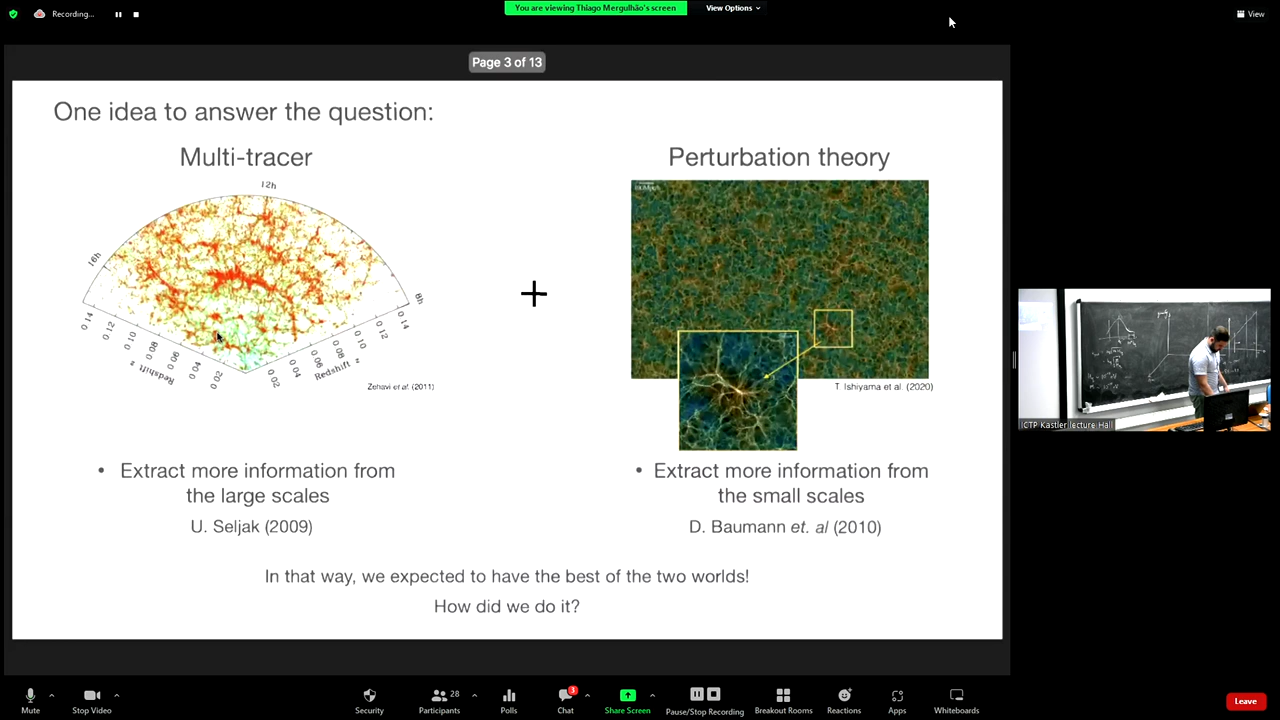 Recording...
You are viewing Thiago Mergulhão's screen
View Options
View
Page 3 of 13
One idea to answer the question:
Multi-tracer
Perturbation theory
12h
16h
8h
0.14
0.12
0.10
0.08
0.06
0.04
0.02
Redshift z
0.02
0.04
0.06
0.08
0.10
0.12
0.14
Redshift z
Zehavi et al. (2011)
T. Ishiyama et al. (2020)
• Extract more information from
the large scales
U. Seljak (2009)
• Extract more information from
the small scales
D. Baumann et. al (2010)
In that way, we expected to have the best of the two worlds!
How did we do it?
ICTP Kastler lecture Hall
Mute
Stop Video
Security
28
Participants
Polls
3
Chat
Share Screen
Pause/Stop Recording
Breakout Rooms
Reactions
Apps
Whiteboards
Leave